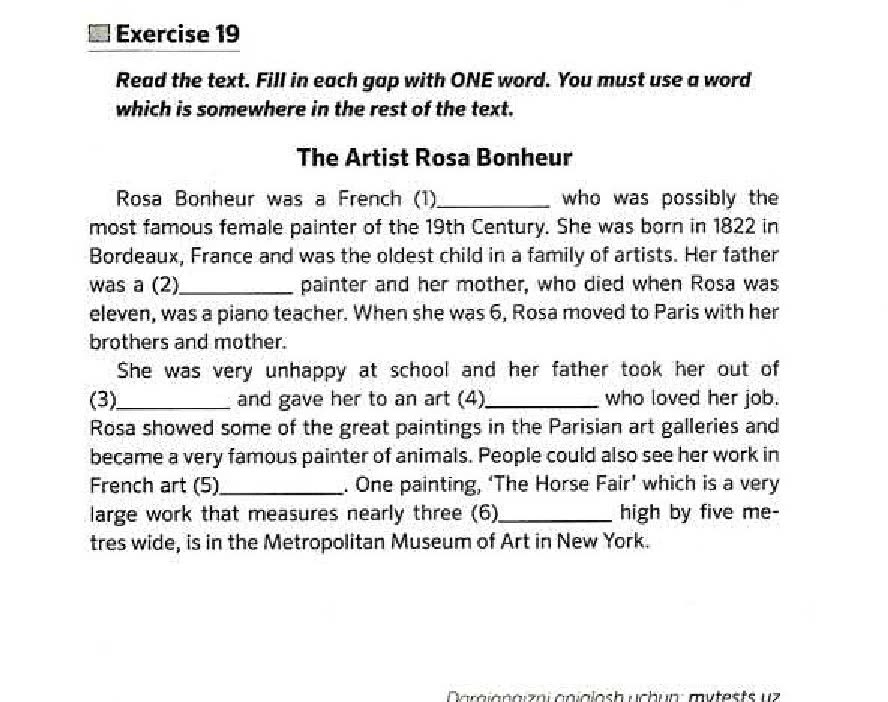 Exercise 19
Read the text. Fill in each gap with ONE word. You must use a word
which is somewhere in the rest of the text.
The Artist Rosa Bonheur
Rosa Bonheur was a French (1)__________ who was possibly the
most famous female painter of the 19th Century. She was born in 1822 in
Bordeaux, France and was the oldest child in a family of artists. Her father
was a (2)__________ painter and her mother, who died when Rosa was
eleven, was a piano teacher. When she was 6, Rosa moved to Paris with her
brothers and mother.
She was very unhappy at school and her father took her out of
(3)__________ and gave her to an art (4)__________ who loved her job.
Rosa showed some of the great paintings in the Parisian art galleries and
became a very famous painter of animals. People could also see her work in
French art (5)___________. One painting, 'The Horse Fair' which is a very
large work that measures nearly three (6)__________ high by five me-
tres wide, is in the Metropolitan Museum of Art in New York.
Darajangizni aniqlash uchun: mytests.uz